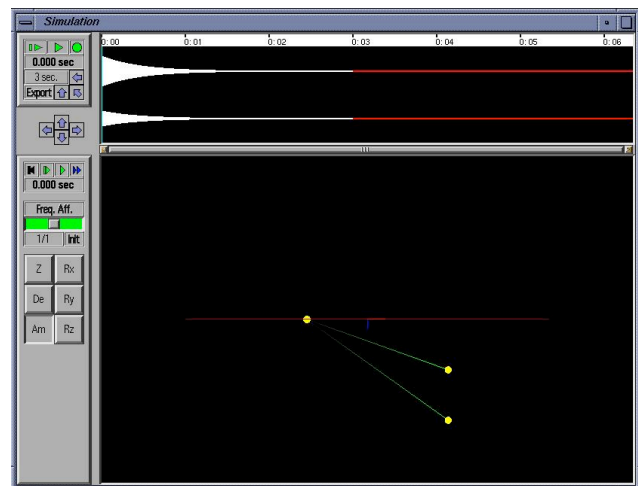 Simulation
0:00 0:01 0:02 0:03 0:04 0:05 0:06
0.000 sec
3 sec.
Export
0.000 sec
Freq. Aff.
1/1 Init
Z Rx
De Ry
Am Rz